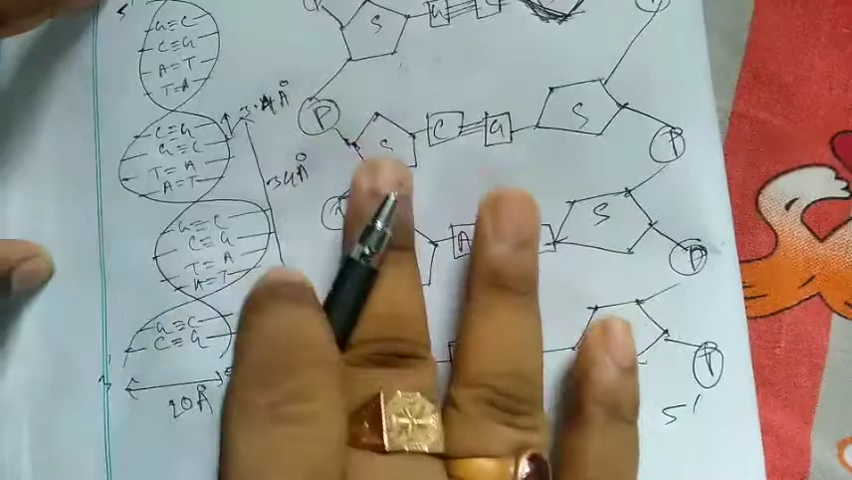 5'
G≡C
C≡G
A=T
T=A
C≡G
G≡C
T=A
A=T
G≡C
C≡G
T=A
A=T
G≡C
C≡G
3.4Å
34Å
20Å
S
G
P
S
C G
S
P
S
A
S
P
P
5'